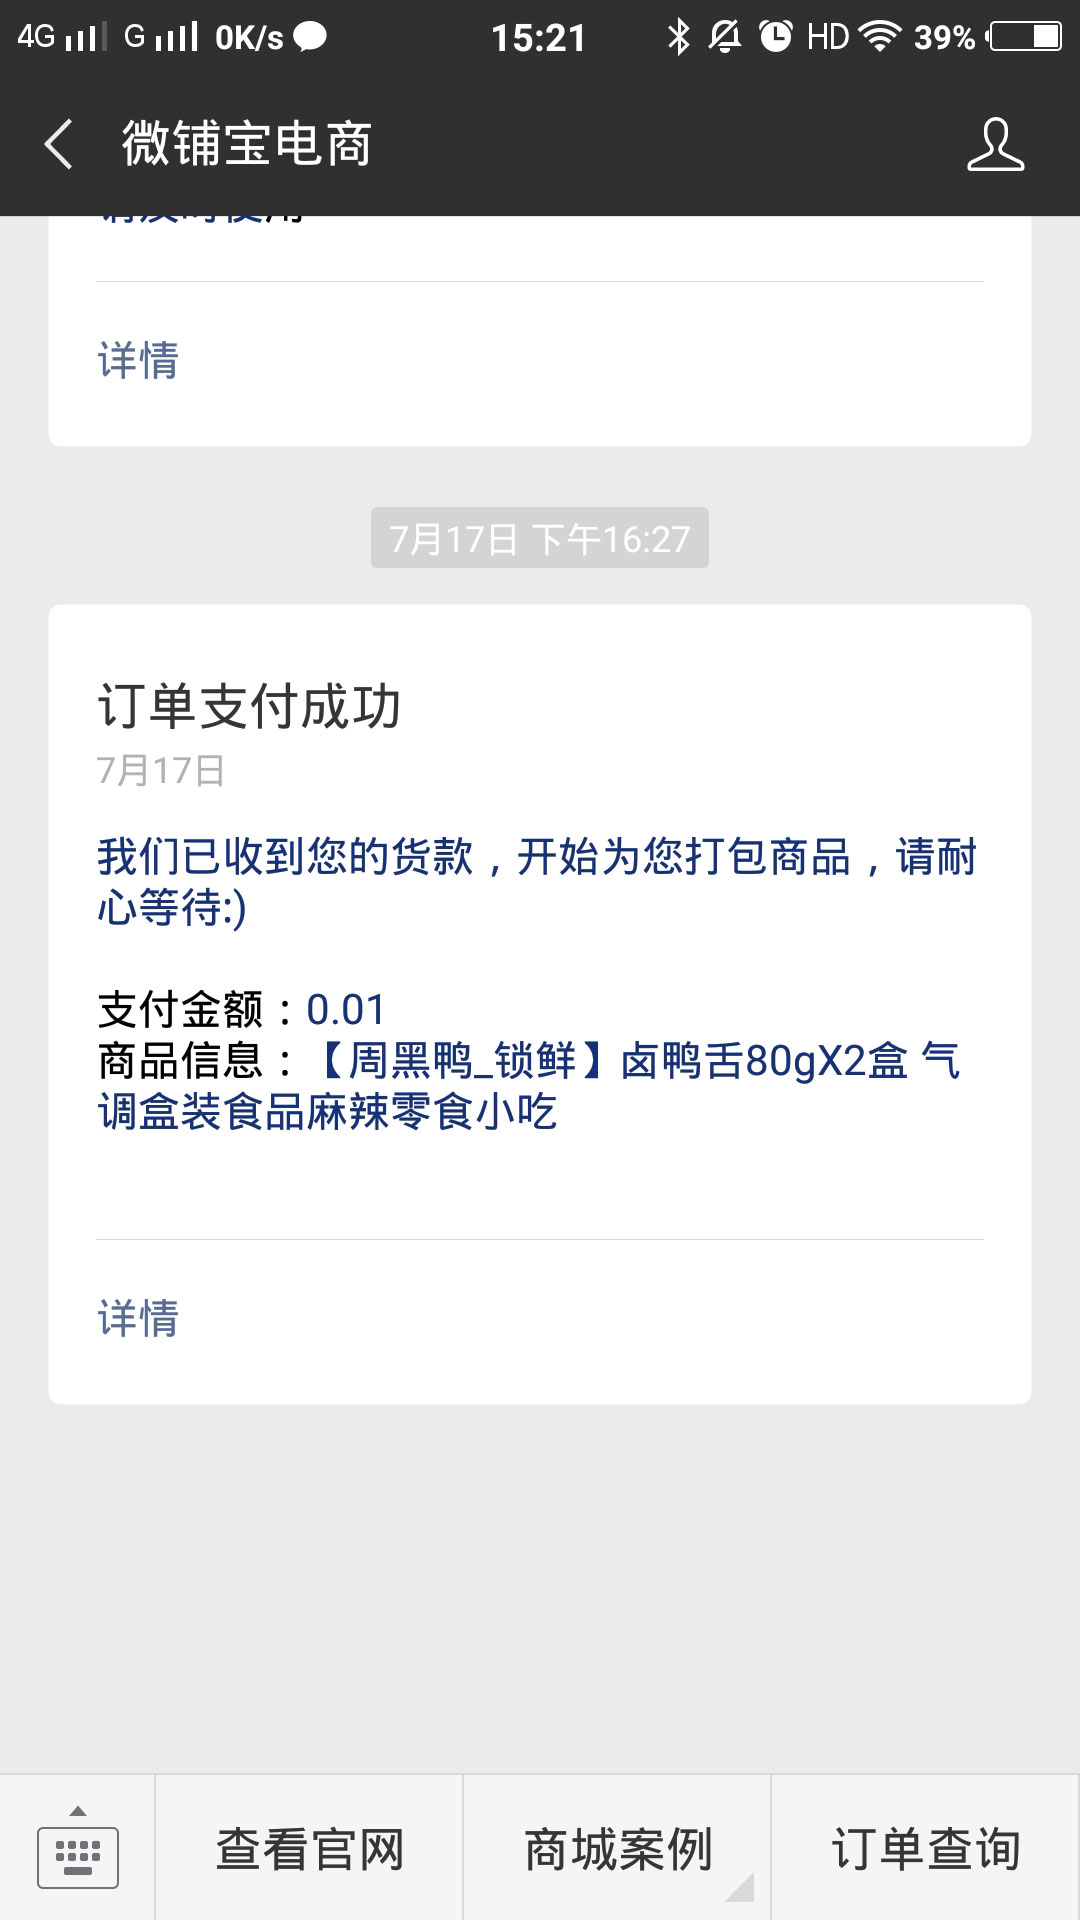 4G G 0K/s 15:21 HD 39%
微铺宝电商
请及时使用
详情
7月17日 下午16:27
订单支付成功
7月17日
我们已收到您的货款，开始为您打包商品，请耐
心等待:)
支付金额：0.01
商品信息：【周黑鸭_锁鲜】卤鸭舌80gX2盒 气
调盒装食品麻辣零食小吃
详情
查看官网 商城案例 订单查询